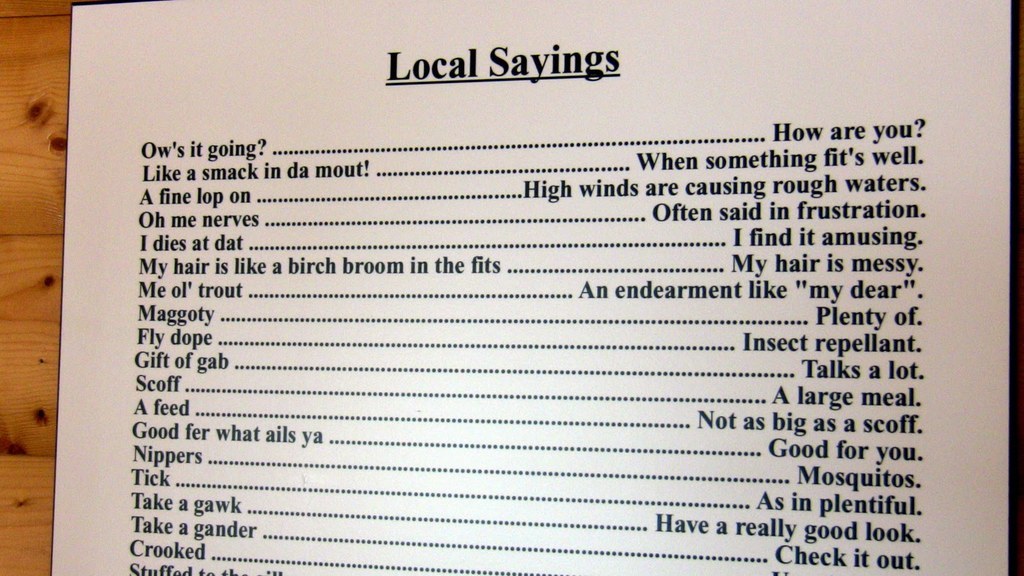 Local Sayings
Ow's it going? ........ How are you?
Like a smack in da mout! ........ When something fit's well.
A fine lop on ........High winds are causing rough waters.
Oh me nerves ........ Often said in frustration.
I dies at dat ........ I find it amusing.
My hair is like a birch broom in the fits ........ My hair is messy.
Me ol' trout ........ An endearment like "my dear".
Maggoty ........ Plenty of.
Fly dope ........ Insect repellant.
Gift of gab ........ Talks a lot.
Scoff ........ A large meal.
A feed ........ Not as big as a scoff.
Good fer what ails ya ........ Good for you.
Nippers ........ Mosquitos.
Tick ........ As in plentiful.
Take a gawk ........ Have a really good look.
Take a gander ........ Check it out.
Crooked ........
Stuffed to the